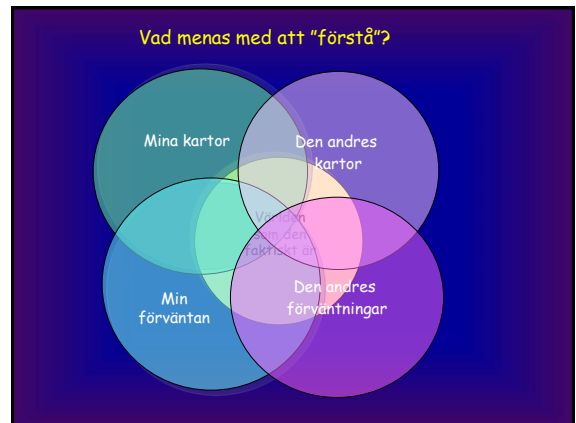 Vad menas med att "förstå"?
Mina kartor
Den andres
kartor
Världen
som den
faktiskt är
Min
förväntan
Den andres
förväntningar